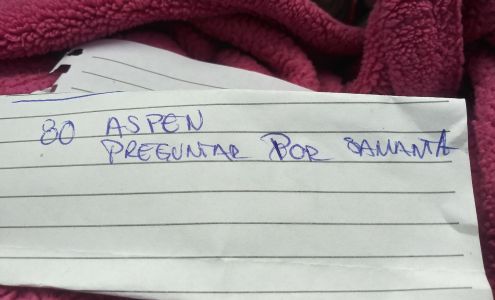 80 ASPEN
PREGUNTAR POR SAMANTA